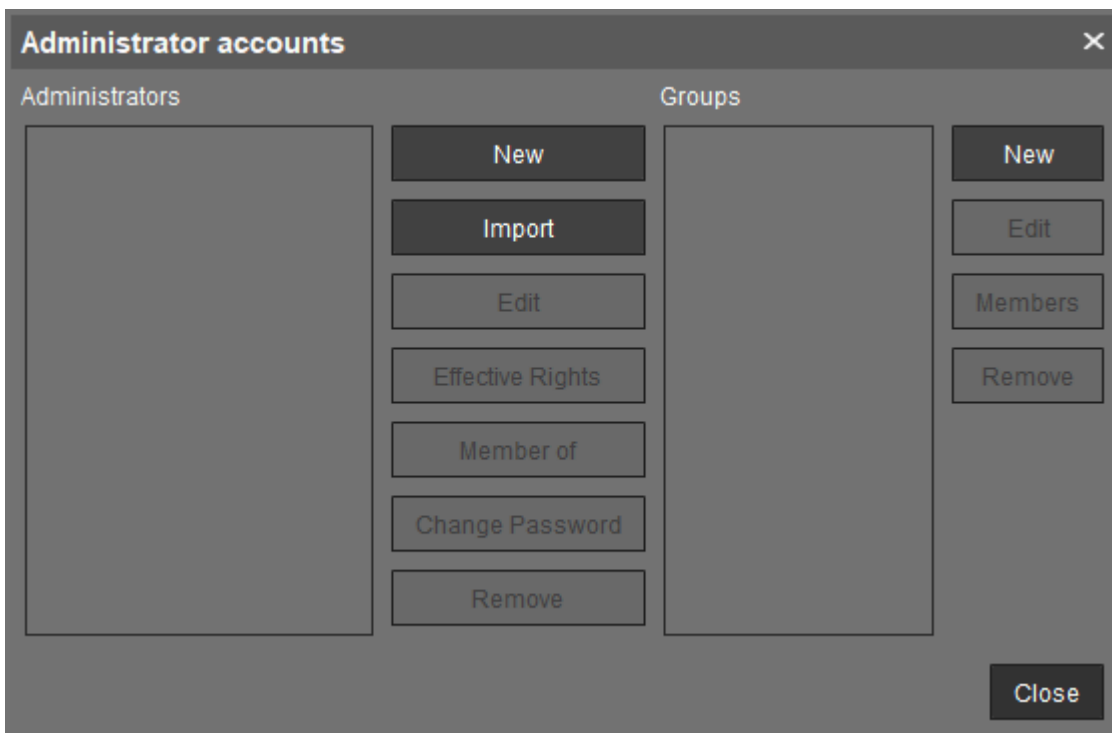 Administrator accounts
Administrators
Groups
New
Import
Edit
Effective Rights
Member of
Change Password
Remove
New
Edit
Members
Remove
Close